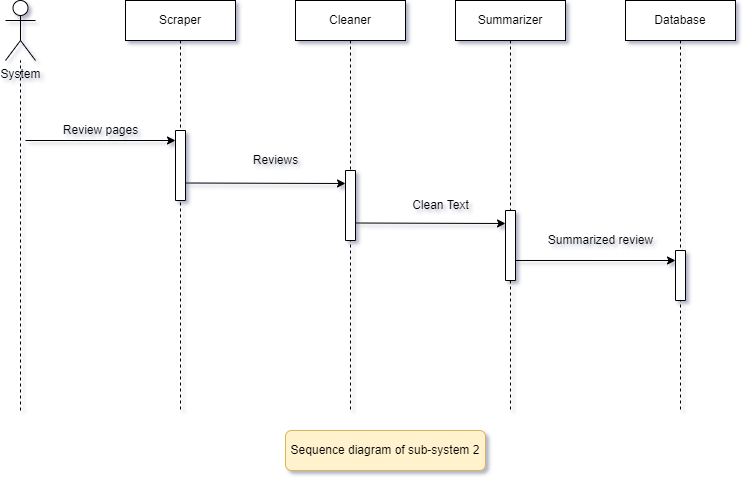 Scraper
Cleaner
Summarizer
Database
System
Review pages
Reviews
Clean Text
Summarized review
Sequence diagram of sub-system 2